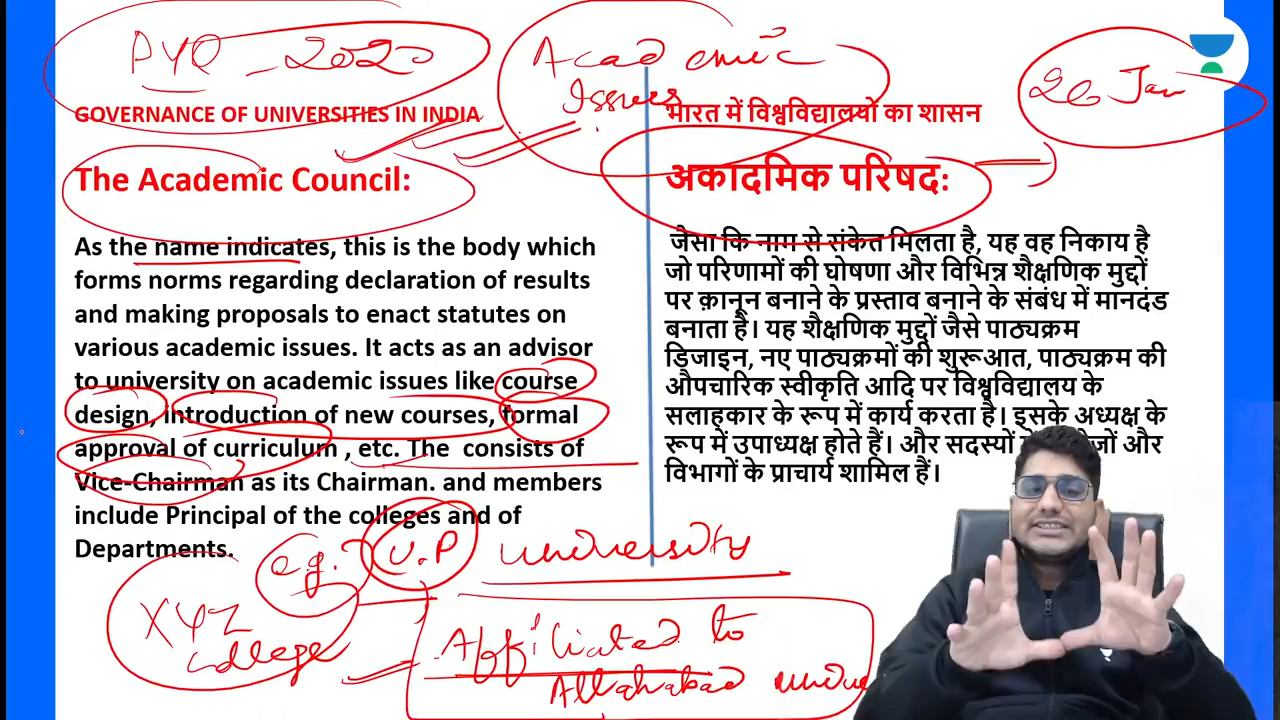 PYQ - 2020
Academic
Issues
26 Jan
GOVERNANCE OF UNIVERSITIES IN INDIA
The Academic Council:
As the name indicates, this is the body which
forms norms regarding declaration of results
and making proposals to enact statutes on
various academic issues. It acts as an advisor
to university on academic issues like course
design, introduction of new courses, formal
approval of curriculum , etc. The consists of
Vice-Chairman as its Chairman. and members
include Principal of the colleges and of
Departments.
भारत में विश्वविद्यालयों का शासन
अकादमिक परिषद:
जैसा कि नाम से संकेत मिलता है, यह वह निकाय है
जो परिणामों की घोषणा और विभिन्न शैक्षणिक मुद्दों
पर क़ानून बनाने के प्रस्ताव बनाने के संबंध में मानदंड
बनाता है। यह शैक्षणिक मुद्दों जैसे पाठ्यक्रम
डिजाइन, नए पाठ्यक्रमों की शुरूआत, पाठ्यक्रम की
औपचारिक स्वीकृति आदि पर विश्वविद्यालय के
सलाहकार के रूप में कार्य करता है। इसके अध्यक्ष के
रूप में उपाध्यक्ष होते हैं। और सदस्यों और
विभागों के प्राचार्य शामिल हैं।
e.g. U.P university
XYZ
college
Affiliated to
Allahabad